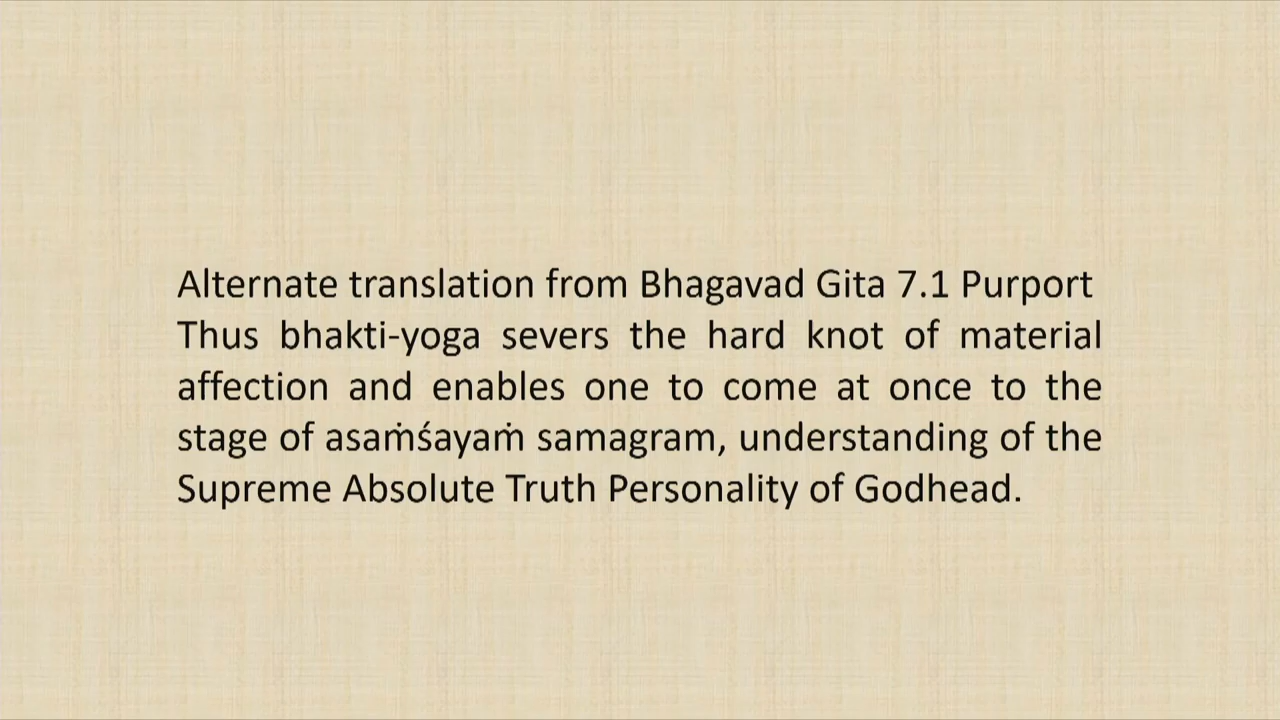 Alternate translation from Bhagavad Gita 7.1 Purport
Thus bhakti-yoga severs the hard knot of material
affection and enables one to come at once to the
stage of asaṁśayaṁ samagram, understanding of the
Supreme Absolute Truth Personality of Godhead.